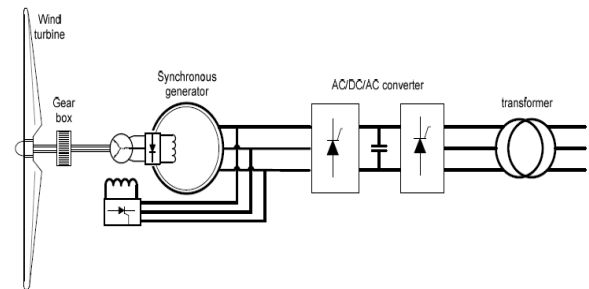 Wind
turbine
Gear
box
Synchronous
generator
AC/DC/AC converter
transformer